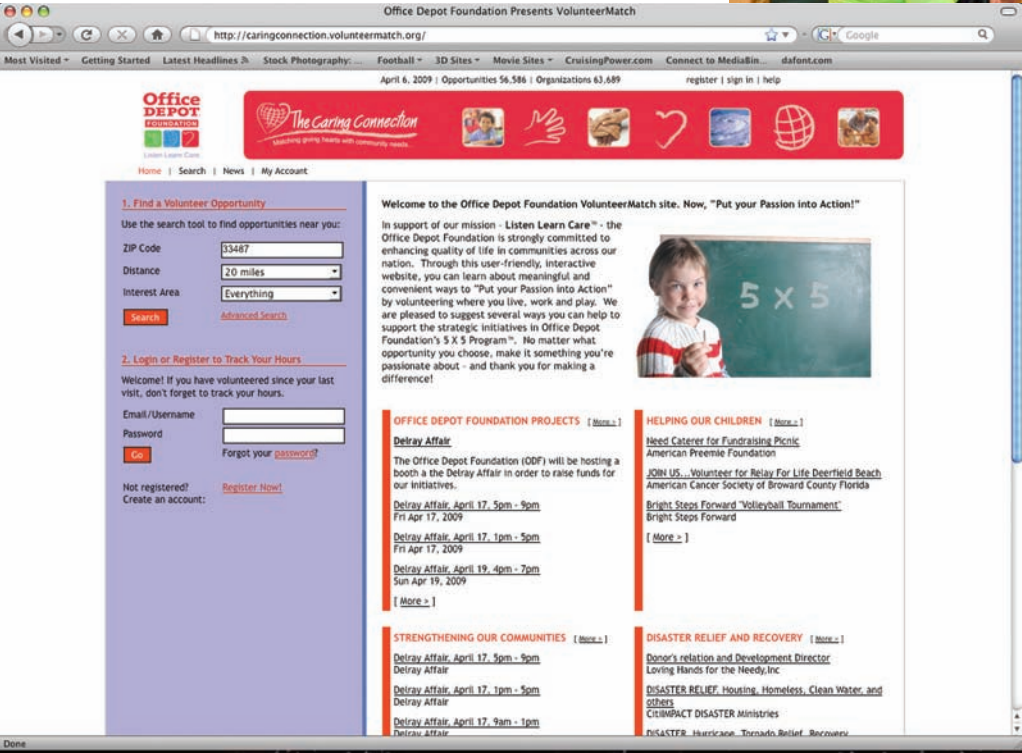 Office Depot Foundation Presents VolunteerMatch
http://caringconnection.volunteermatch.org/
Google
Most Visited Getting Started Latest Headlines Stock Photography: ... Football 3D Sites Movie Sites CruisingPower.com Connect to MediaBin... dafont.com
April 6, 2009 | Opportunities 56,586 | Organizations 63,689
register | sign in | help
Office
DEPOT
FOUNDATION
Listen Learn Care
The Caring Connection
Matching giving hearts with community needs...
Home | Search | News | My Account
1. Find a Volunteer Opportunity
Use the search tool to find opportunities near you:
ZIP Code 33487
Distance 20 miles
Interest Area Everything
Search Advanced Search
2. Login or Register to Track Your Hours
Welcome! If you have volunteered since your last
visit, don't forget to track your hours.
Email/Username
Password
Go Forgot your password?
Not registered? Register Now!
Create an account:
Welcome to the Office Depot Foundation VolunteerMatch site. Now, "Put your Passion into Action!"
In support of our mission - Listen Learn Care™ - the
Office Depot Foundation is strongly committed to
enhancing quality of life in communities across our
nation. Through this user-friendly, interactive
website, you can learn about meaningful and
convenient ways to "Put your Passion into Action"
by volunteering where you live, work and play. We
are pleased to suggest several ways you can help to
support the strategic initiatives in Office Depot
Foundation's 5 X 5 Program™. No matter what
opportunity you choose, make it something you're
passionate about - and thank you for making a
difference!
5 x 5
OFFICE DEPOT FOUNDATION PROJECTS [ More > ]
Delray Affair
The Office Depot Foundation (ODF) will be hosting a
booth a the Delray Affair in order to raise funds for
our initiatives.
Delray Affair, April 17, 5pm - 9pm
Fri Apr 17, 2009
Delray Affair, April 17, 1pm - 5pm
Fri Apr 17, 2009
Delray Affair, April 19, 4pm - 7pm
Sun Apr 19, 2009
[ More > ]
HELPING OUR CHILDREN [ More > ]
Need Caterer for Fundraising Picnic
American Preemie Foundation
JOIN US...Volunteer for Relay For Life Deerfield Beach
American Cancer Society of Broward County Florida
Bright Steps Forward "Volleyball Tournament"
Bright Steps Forward
[ More > ]
STRENGTHENING OUR COMMUNITIES [ More > ]
Delray Affair, April 17, 5pm - 9pm
Delray Affair
Delray Affair, April 17, 1pm - 5pm
Delray Affair
Delray Affair, April 17, 9am - 1pm
Delray Affair
DISASTER RELIEF AND RECOVERY [ More > ]
Donor's relation and Development Director
Loving Hands for the Needy,Inc
DISASTER RELIEF, Housing, Homeless, Clean Water, and
others
CitiIMPACT DISASTER Ministries
DISASTER, Hurricane, Tornado Relief, Recovery
Done